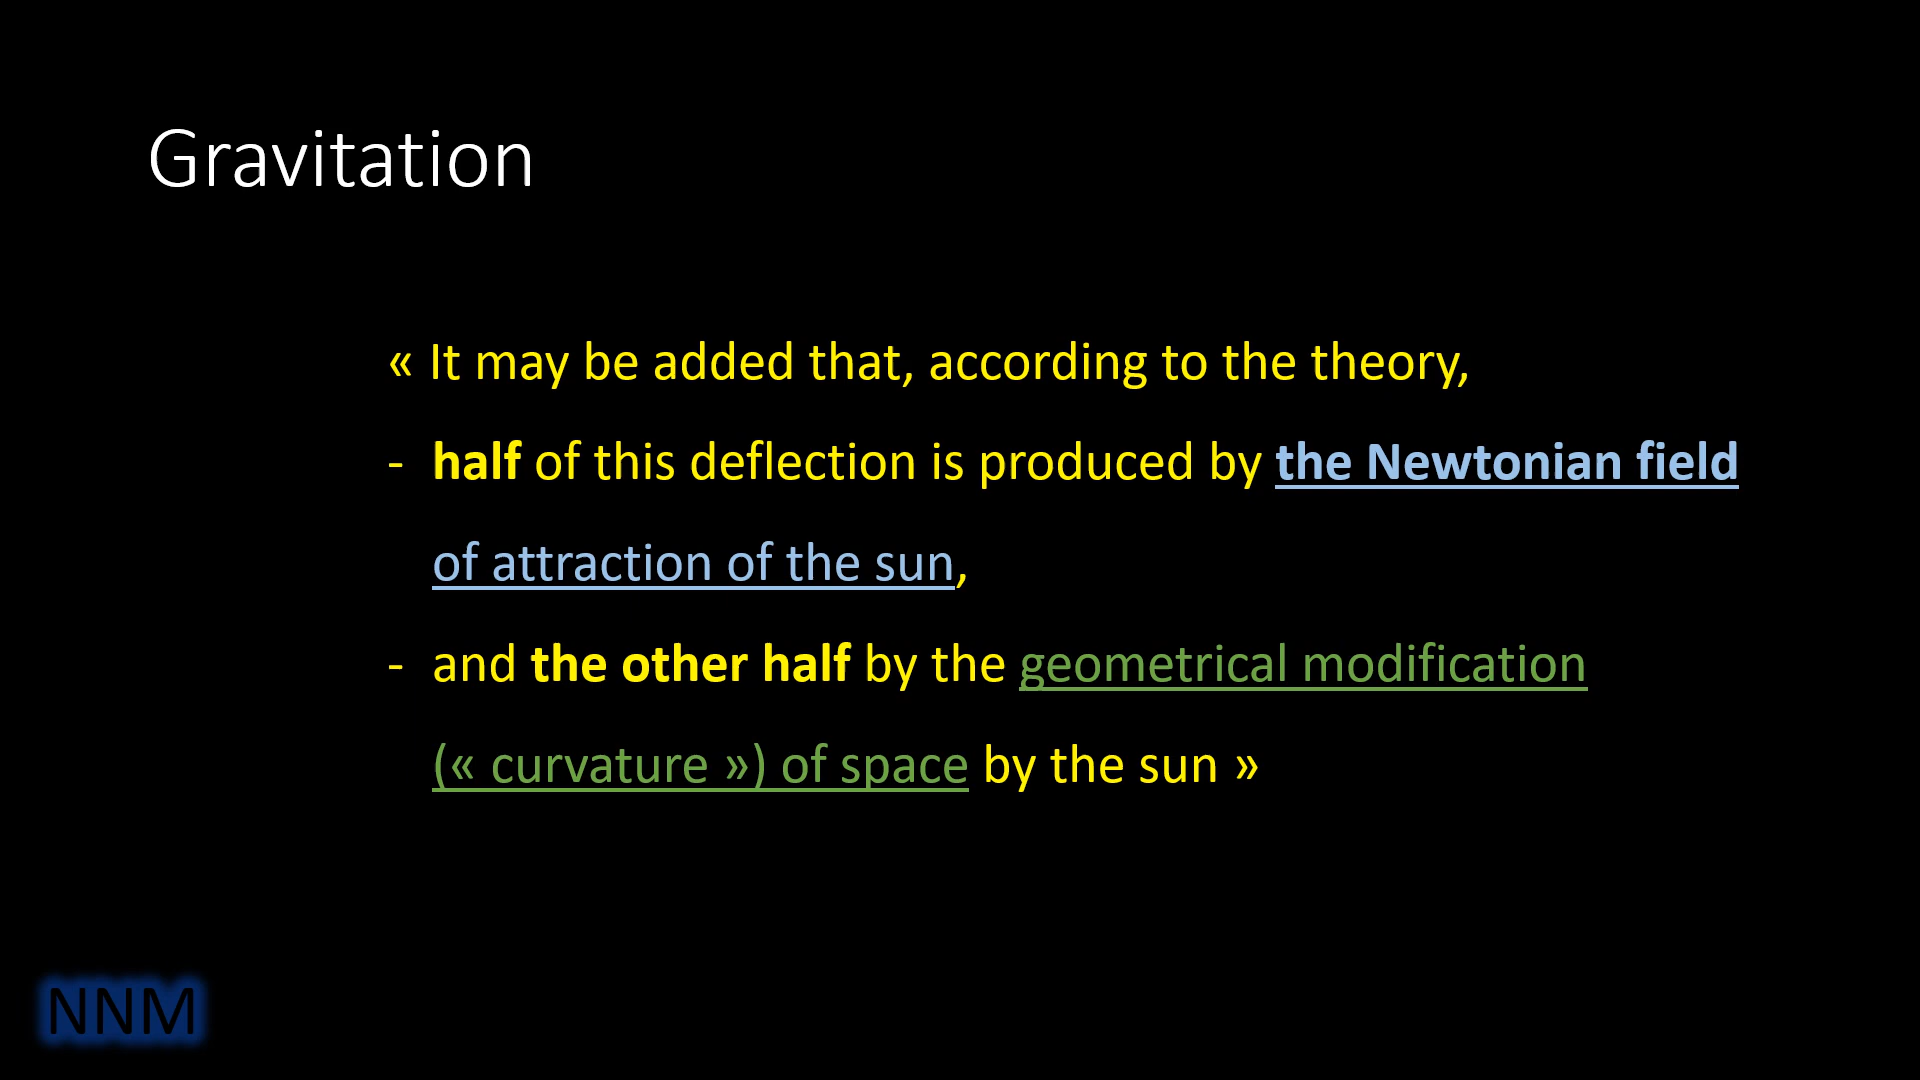 Gravitation
« It may be added that, according to the theory,
- half of this deflection is produced by the Newtonian field
of attraction of the sun,
- and the other half by the geometrical modification
(« curvature ») of space by the sun »
NNM